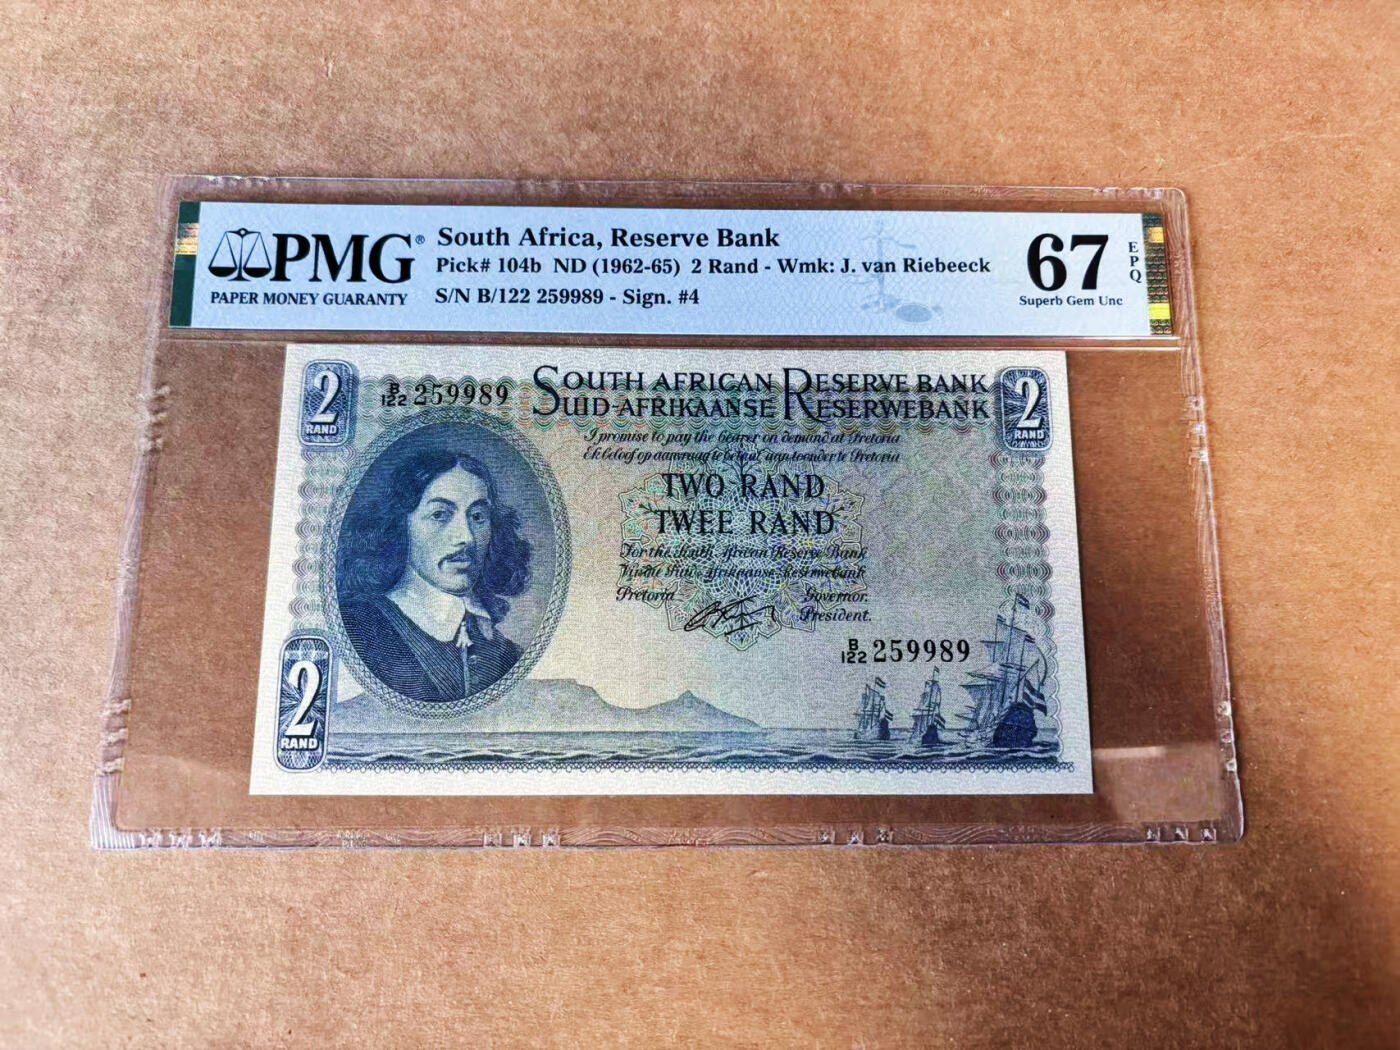 PMG®
PAPER MONEY GUARANTY
South Africa, Reserve Bank
Pick# 104b ND (1962-65) 2 Rand - Wmk: J. van Riebeeck
S/N B/122 259989 - Sign. #4
67
EPQ
Superb Gem Unc
2
RAND
B/122 259989
SOUTH AFRICAN RESERVE BANK
SUID-AFRIKAANSE RESERWEBANK
2
RAND
I promise to pay the bearer on demand at Pretoria
Ek beloof op aanvraag te betaal aan toonder te Pretoria
TWO RAND
TWEE RAND
For the South African Reserve Bank
Vir die Suid-Afrikaanse Reserwebank
Pretoria
Governor.
President.
B/122 259989
2
RAND